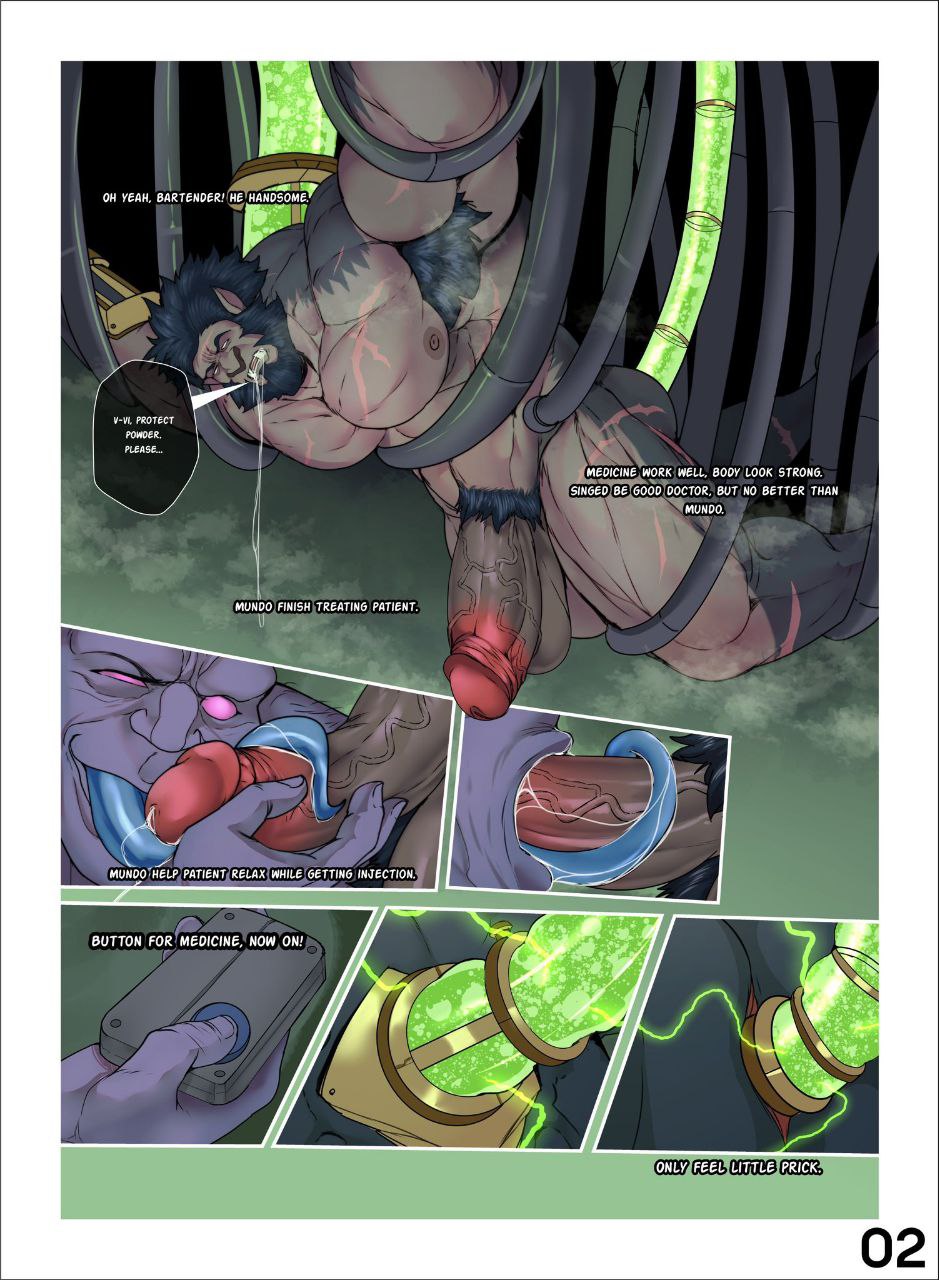 OH YEAH, BARTENDER! HE HANDSOME.
V-VI, PROTECT
POWDER.
PLEASE...
MEDICINE WORK WELL, BODY LOOK STRONG.
SINGED BE GOOD DOCTOR, BUT NO BETTER THAN
MUNDO.
MUNDO FINISH TREATING PATIENT.
MUNDO HELP PATIENT RELAX WHILE GETTING INJECTION.
BUTTON FOR MEDICINE, NOW ON!
ONLY FEEL LITTLE PRICK.
02